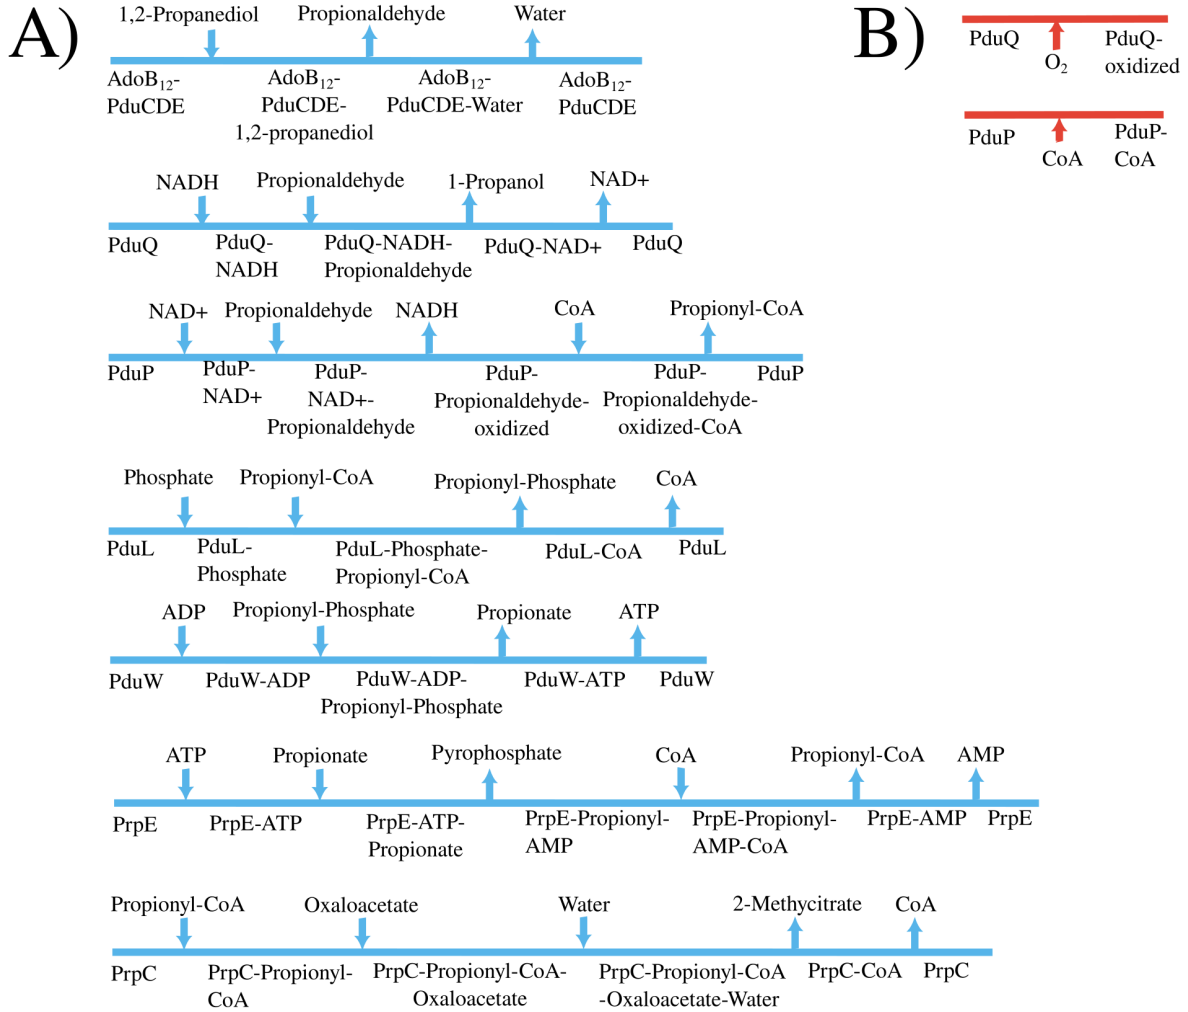 A)
1,2-Propanediol Propionaldehyde Water
AdoB12- AdoB12- AdoB12- AdoB12-
PduCDE PduCDE- PduCDE-Water PduCDE
1,2-propanediol
NADH Propionaldehyde 1-Propanol NAD+
PduQ PduQ- PduQ-NADH- PduQ-NAD+ PduQ
NADH Propionaldehyde
NAD+ Propionaldehyde NADH CoA Propionyl-CoA
PduP PduP- PduP- PduP- PduP- PduP
NAD+ NAD+- Propionaldehyde- Propionaldehyde-
Propionaldehyde oxidized oxidized-CoA
Phosphate Propionyl-CoA Propionyl-Phosphate CoA
PduL PduL- PduL-Phosphate- PduL-CoA PduL
Phosphate Propionyl-CoA
ADP Propionyl-Phosphate Propionate ATP
PduW PduW-ADP PduW-ADP- PduW-ATP PduW
Propionyl-Phosphate
ATP Propionate Pyrophosphate CoA Propionyl-CoA AMP
PrpE PrpE-ATP PrpE-ATP- PrpE-Propionyl- PrpE-Propionyl- PrpE-AMP PrpE
Propionate AMP AMP-CoA
Propionyl-CoA Oxaloacetate Water 2-Methycitrate CoA
PrpC PrpC-Propionyl- PrpC-Propionyl-CoA- PrpC-Propionyl-CoA PrpC-CoA PrpC
CoA Oxaloacetate -Oxaloacetate-Water
B)
PduQ PduQ-
O2 oxidized
PduP PduP-
CoA CoA